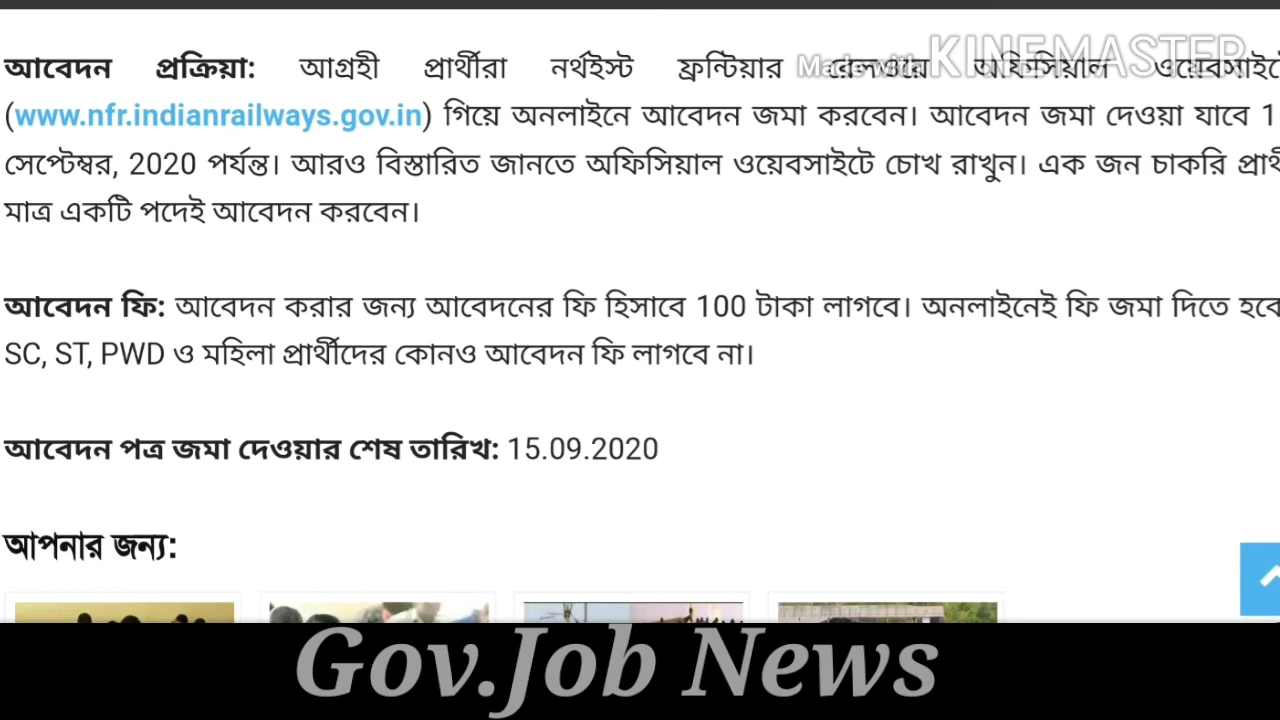 আবেদন প্রক্রিয়া: আগ্রহী প্রার্থীরা নর্থইস্ট ফ্রন্টিয়ার রেলওয়ে অফিসিয়াল ওয়েবসাইটে
Made with KINEMASTER
(www.nfr.indianrailways.gov.in) গিয়ে অনলাইনে আবেদন জমা করবেন। আবেদন জমা দেওয়া যাবে 1
সেপ্টেম্বর, 2020 পর্যন্ত। আরও বিস্তারিত জানতে অফিসিয়াল ওয়েবসাইটে চোখ রাখুন। এক জন চাকরি
মাত্র একটি পদেই আবেদন করবেন।
আবেদন ফি: আবেদন করার জন্য আবেদনের ফি হিসাবে 100 টাকা লাগবে। অনলাইনেই ফি জমা দিতে হবে
SC, ST, PWD ও মহিলা প্রার্থীদের কোনও আবেদন ফি লাগবে না।
আবেদন পত্র জমা দেওয়ার শেষ তারিখ: 15.09.2020
আপনার জন্য:
Gov.Job News